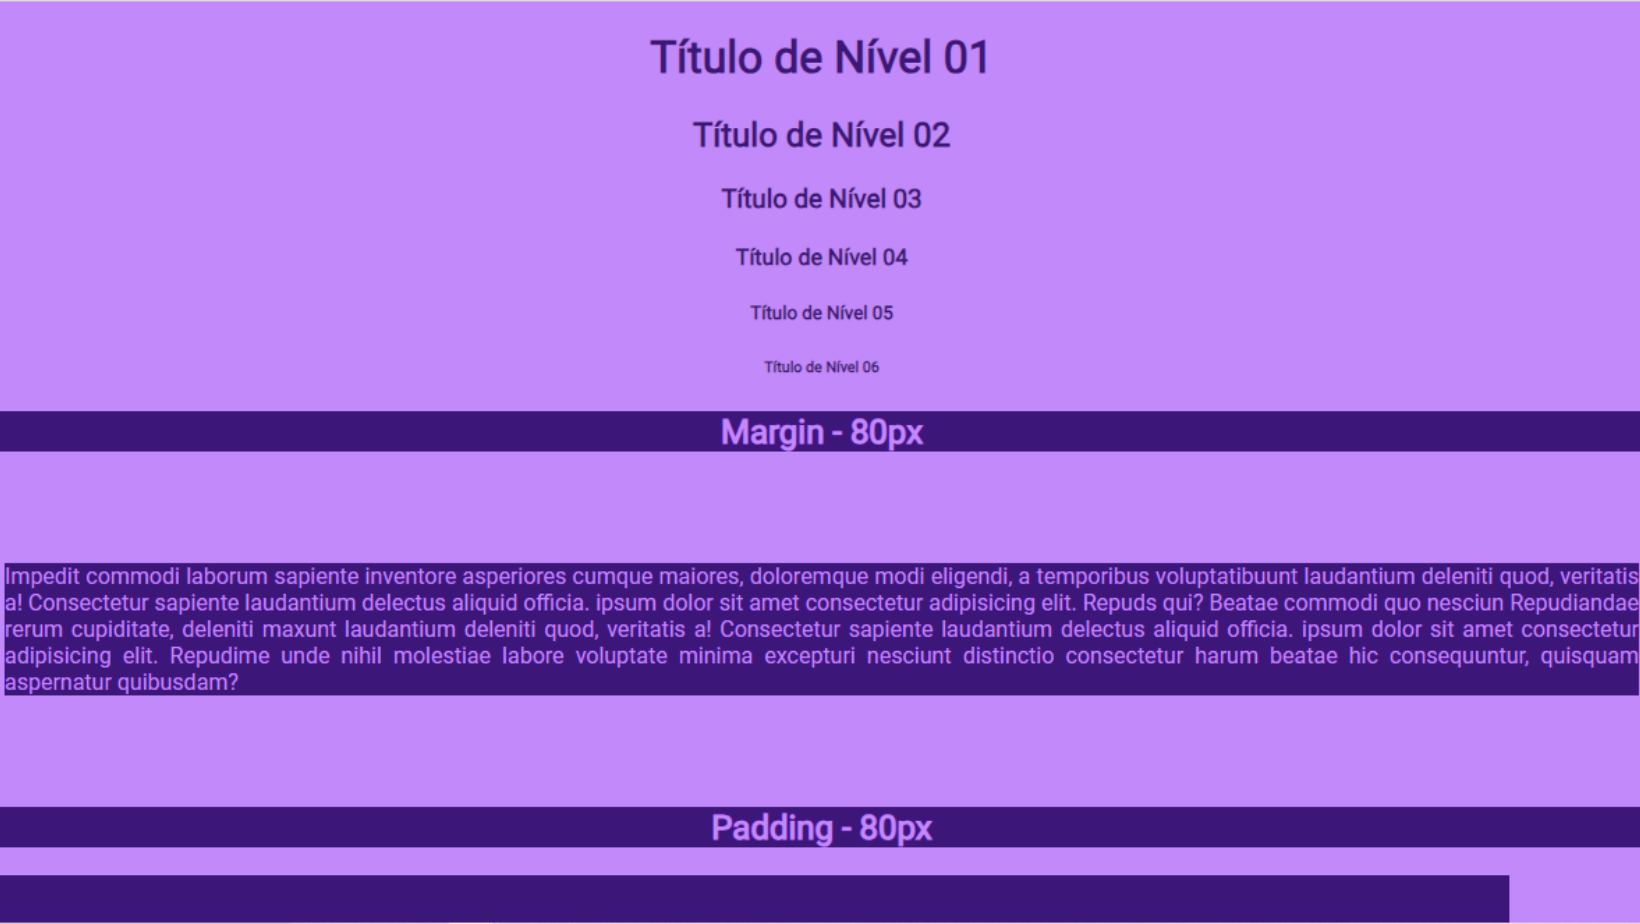 Título de Nível 01
Título de Nível 02
Título de Nível 03
Título de Nível 04
Título de Nível 05
Título de Nível 06
Margin - 80px
Impedit commodi laborum sapiente inventore asperiores cumque maiores, doloremque modi eligendi, a temporibus voluptatibuunt laudantium deleniti quod, veritatis
a! Consectetur sapiente laudantium delectus aliquid officia. ipsum dolor sit amet consectetur adipisicing elit. Repuds qui? Beatae commodi quo nesciun Repudiandae
rerum cupiditate, deleniti maxunt laudantium deleniti quod, veritatis a! Consectetur sapiente laudantium delectus aliquid officia. ipsum dolor sit amet consectetur
adipisicing elit. Repudime unde nihil molestiae labore voluptate minima excepturi nesciunt distinctio consectetur harum beatae hic consequuntur, quisquam
aspernatur quibusdam?
Padding - 80px